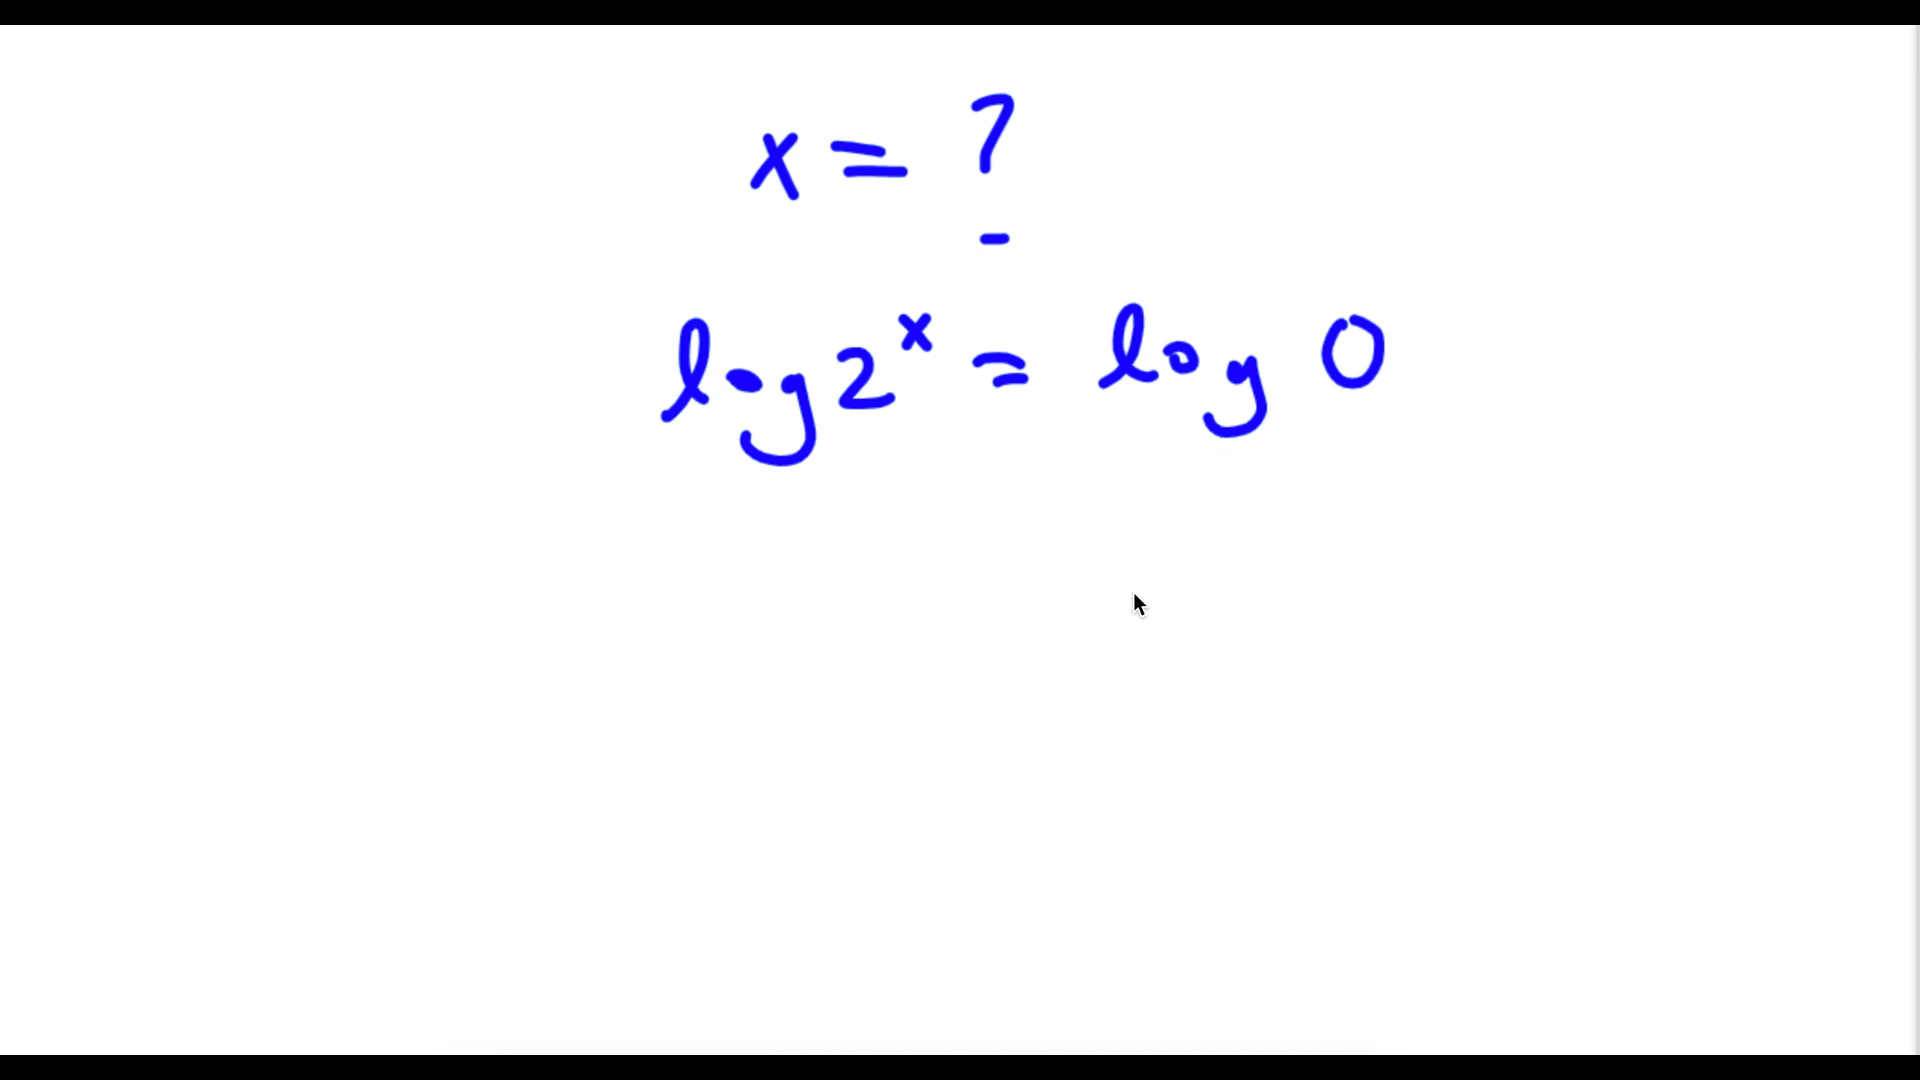 x = ?
log 2^x = log 0